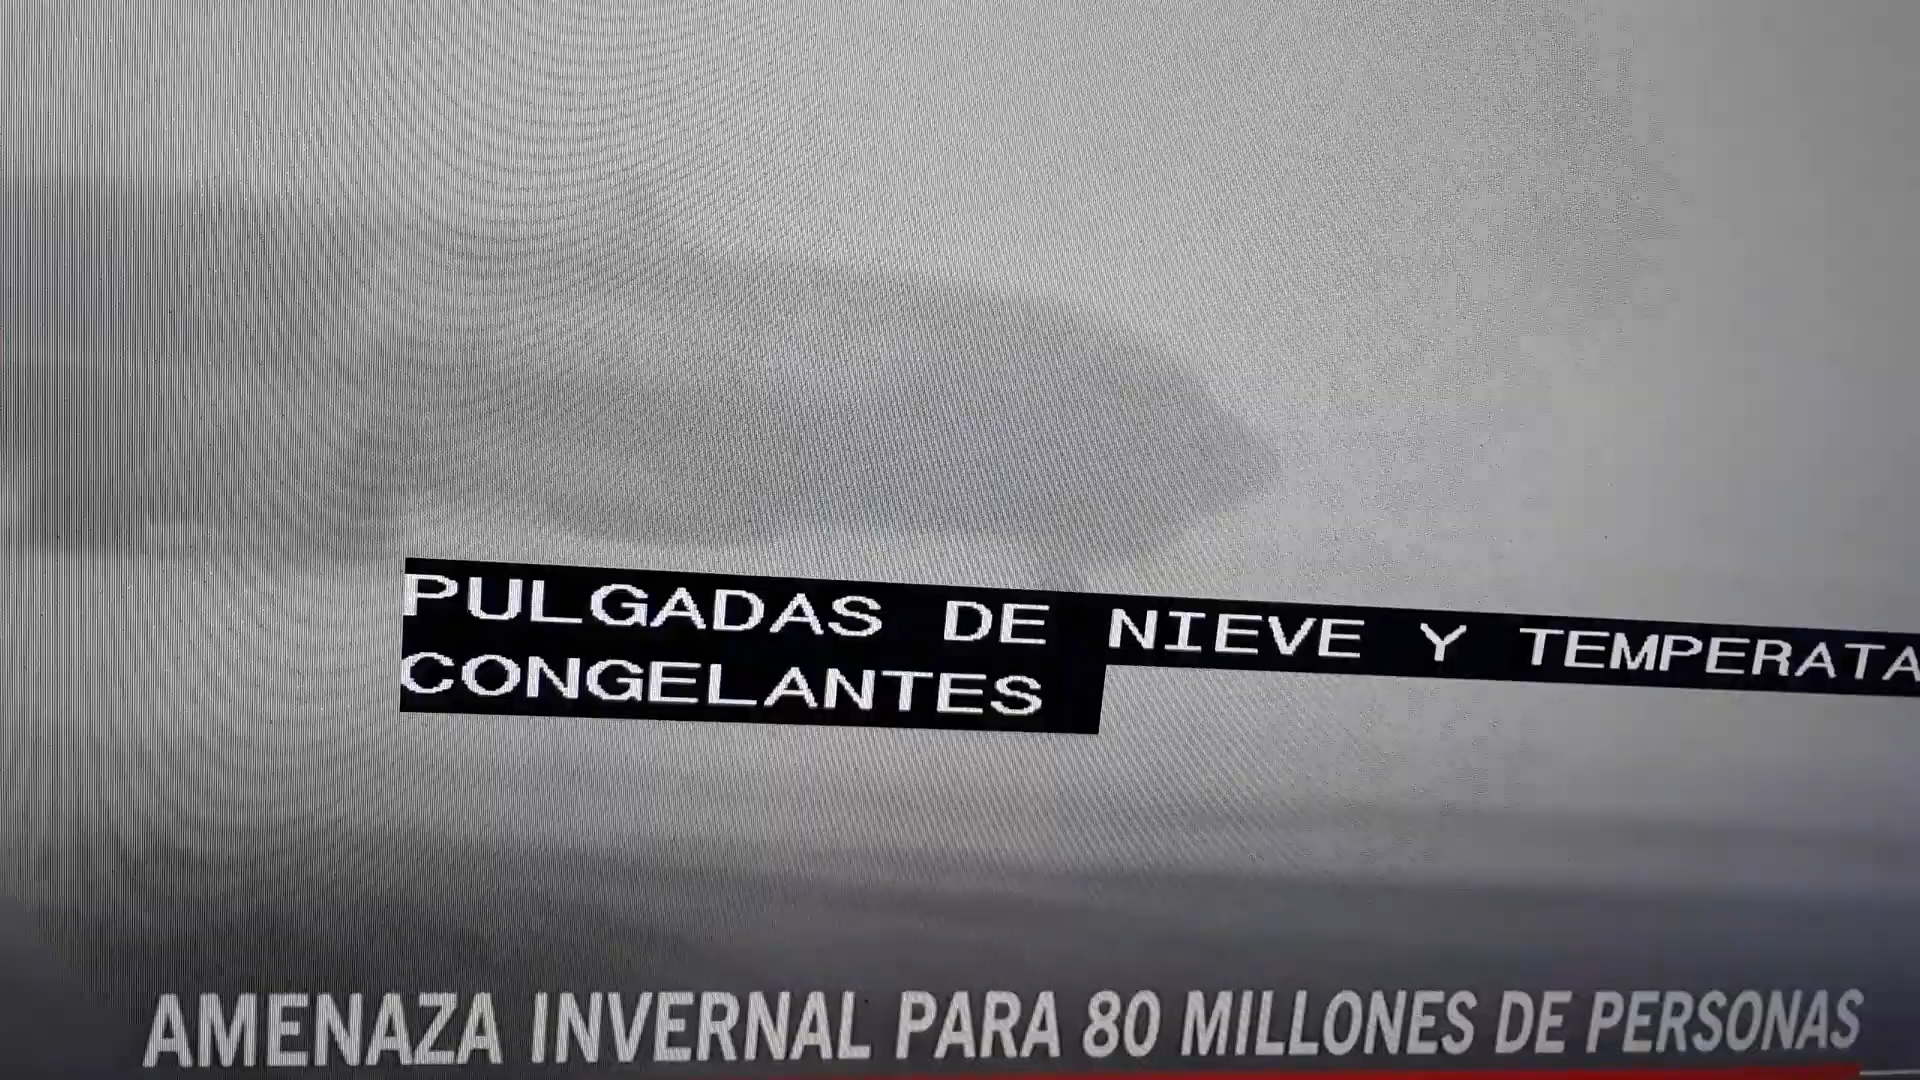 PULGADAS DE NIEVE Y TEMPERATA
CONGELANTES
AMENAZA INVERNAL PARA 80 MILLONES DE PERSONAS